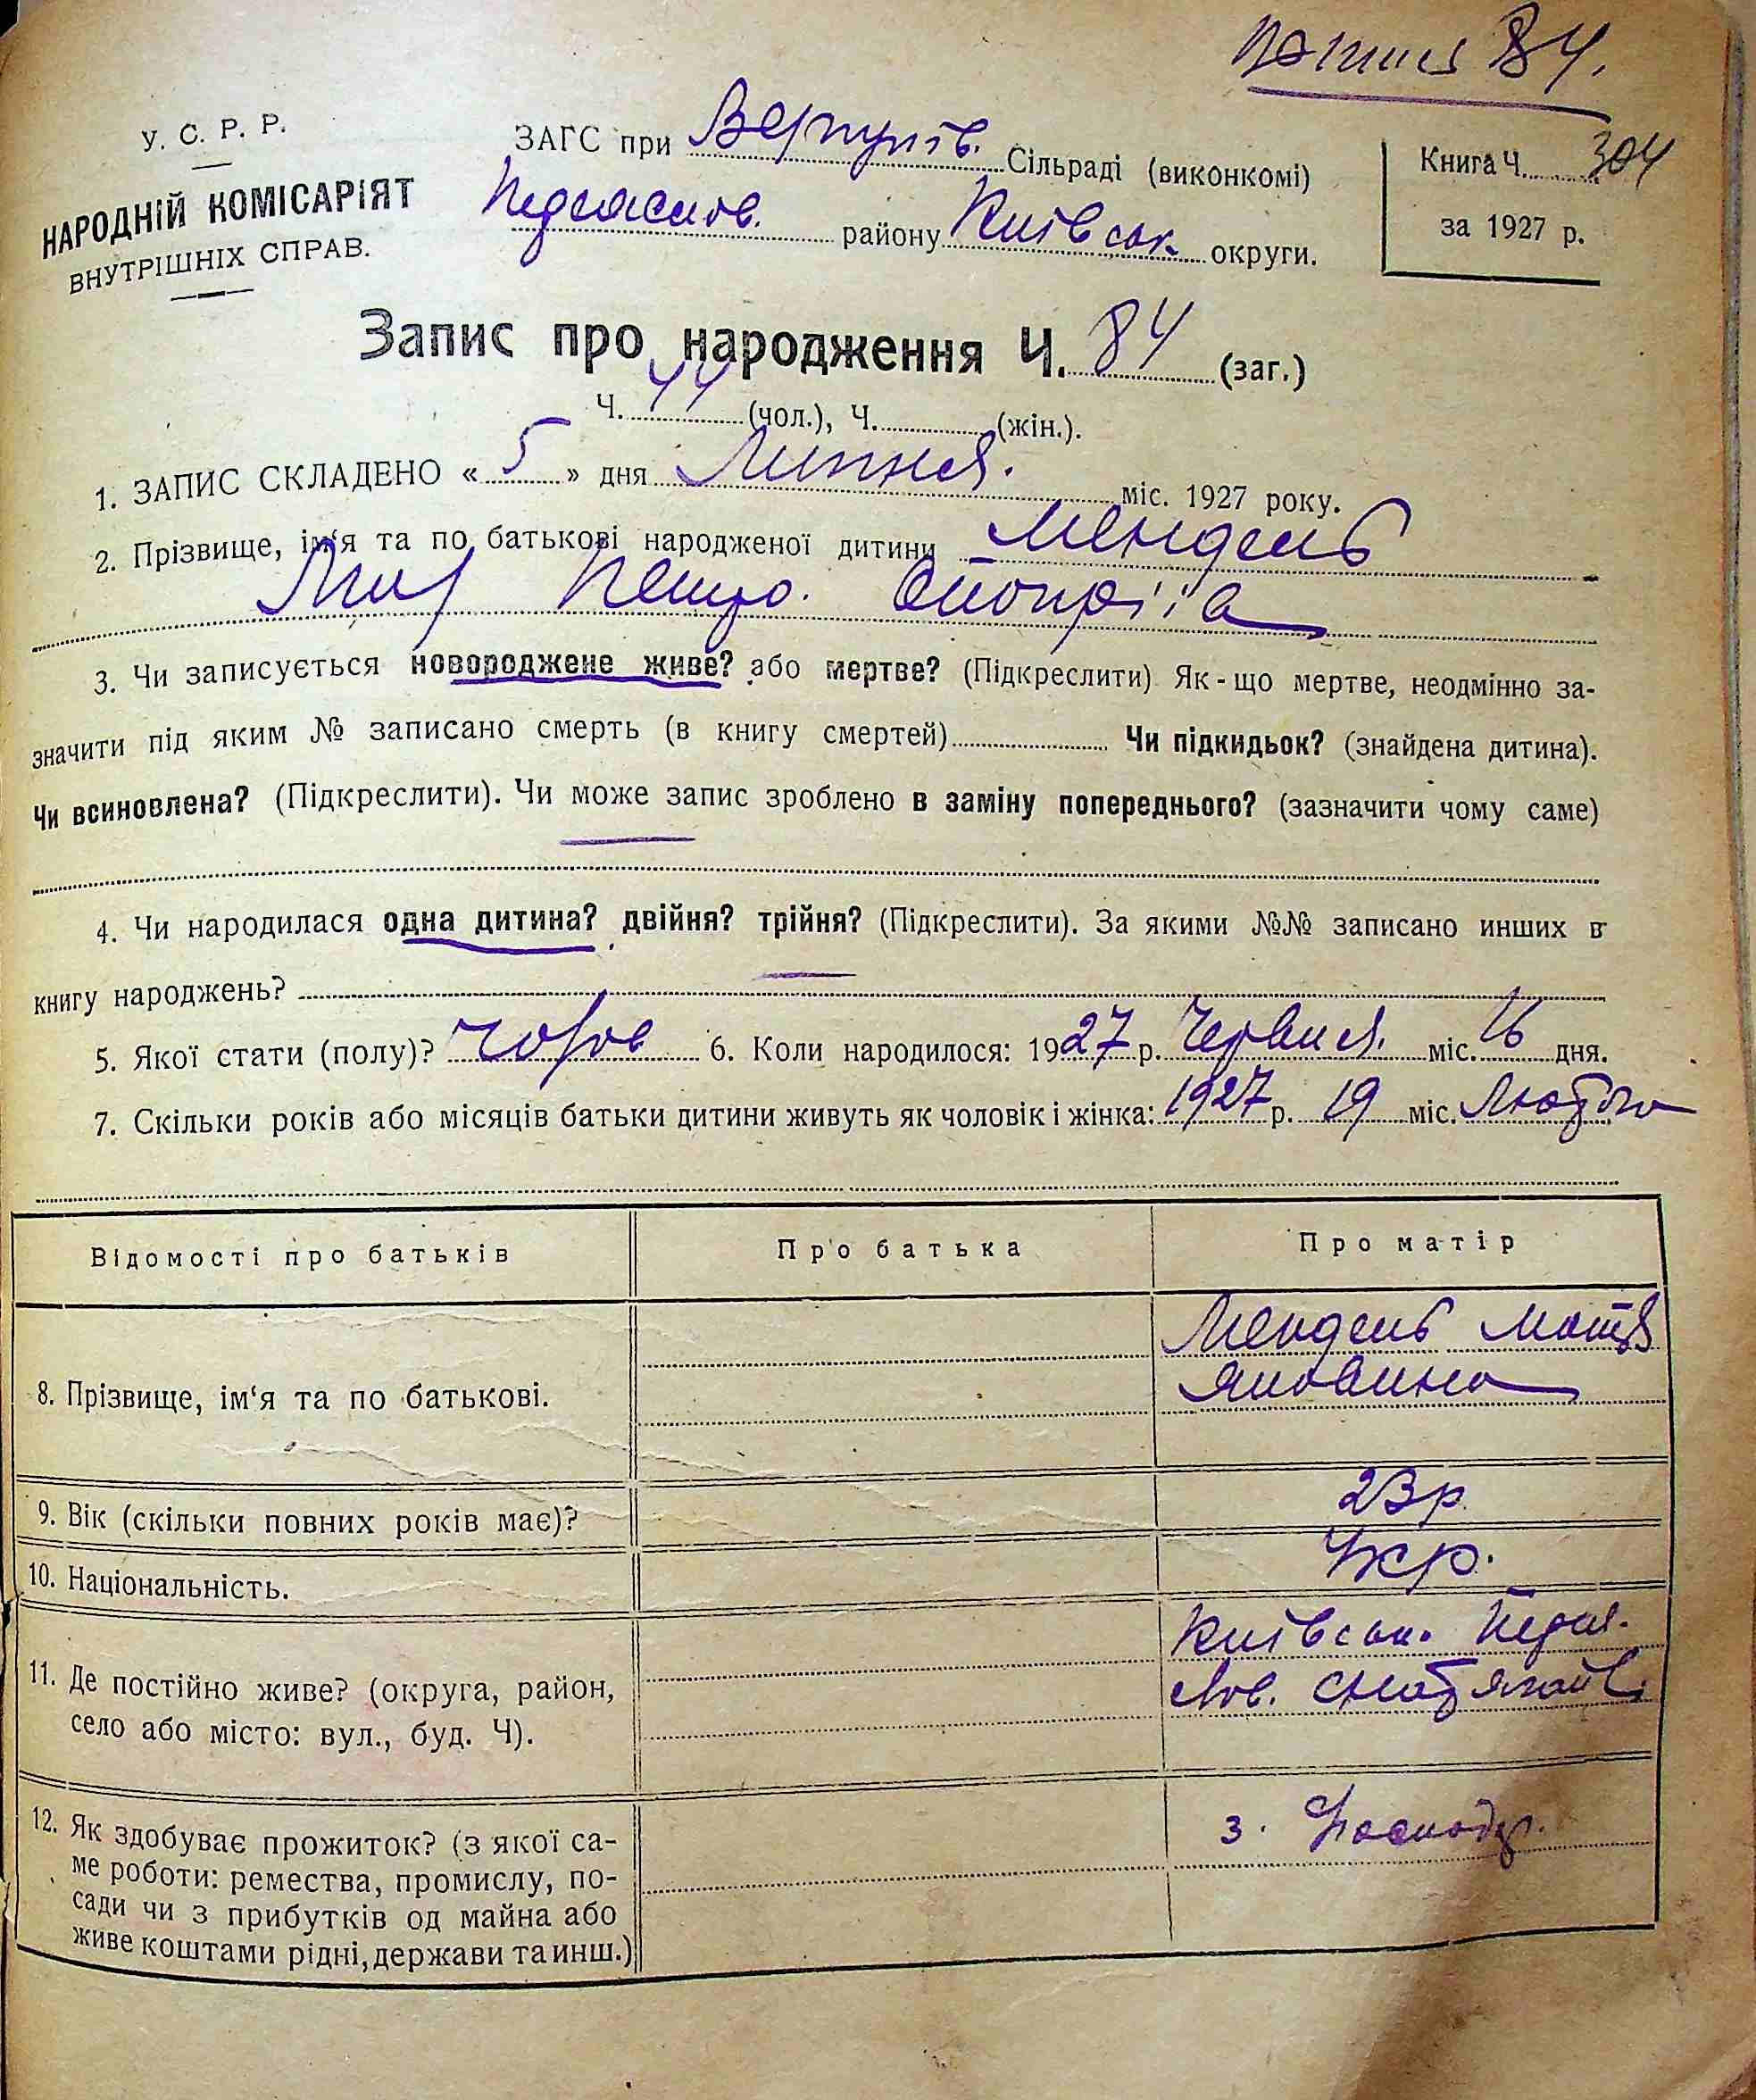 Запис 84.
У. С. Р. Р.
НАРОДНІЙ КОМІСАРІЯТ
ВНУТРІШНІХ СПРАВ.
ЗАГС при Сільраді (виконкомі)
району Київськ. округи.
Книга Ч. 304
за 1927 р.
Запис про народження Ч. 84 (заг.)
Ч. 44 (чол.), Ч. (жін.).
1. ЗАПИС СКЛАДЕНО « 5 » дня Липня. міс. 1927 року.
2. Прізвище, ім'я та по батькові народженої дитини Мендель
Петро.
3. Чи записується новороджене живе? або мертве? (Підкреслити) Як-що мертве, неодмінно за-
значити під яким № записано смерть (в книгу смертей) Чи підкидьок? (знайдена дитина).
Чи всиновлена? (Підкреслити). Чи може запис зроблено в заміну попереднього? (зазначити чому саме)
4. Чи народилася одна дитина? двійня? трійня? (Підкреслити). За якими №№ записано инших в
книгу народжень?
5. Якої стати (полу)? чолов 6. Коли народилося: 1927 р. Червня. міс. 16 дня.
7. Скільки років або місяців батьки дитини живуть як чоловік і жінка: 1927 р. 19 міс. Лютого
Відомості про батьків Про батька Про матір
Мендель
8. Прізвище, ім'я та по батькові.
9. Вік (скільки повних років має)? 23 р.
10. Національність. Укр.
Київськ.
11. Де постійно живе? (округа, район,
село або місто: вул., буд. Ч).
12. Як здобуває прожиток? (з якої са- з. Господр.
ме роботи: ремества, промислу, по-
сади чи з прибутків од майна або
живе коштами рідні, держави та инш.)